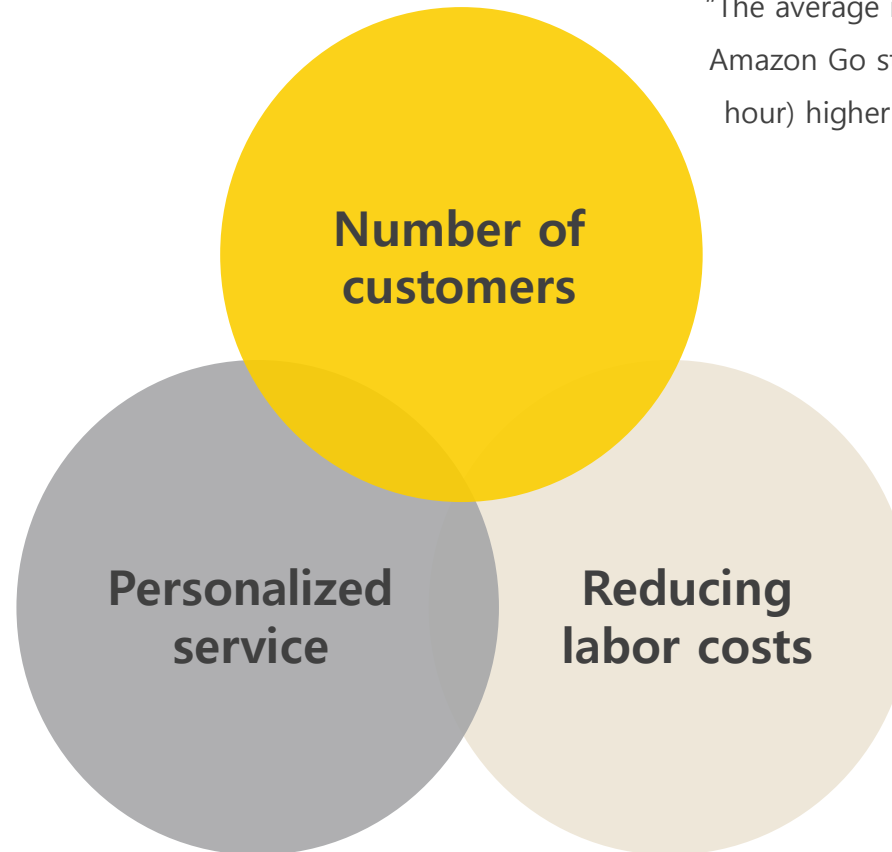 "The average
Amazon Go
hour) higher
Number of
customers
Personalized
service
Reducing
labor costs